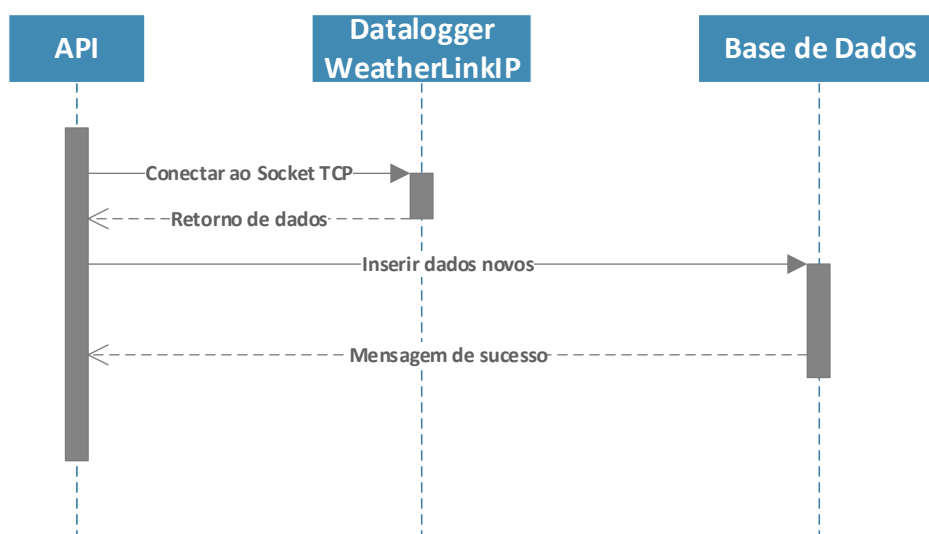 API
Datalogger
WeatherLinkIP
Base de Dados
Conectar ao Socket TCP
Retorno de dados
Inserir dados novos
Mensagem de sucesso